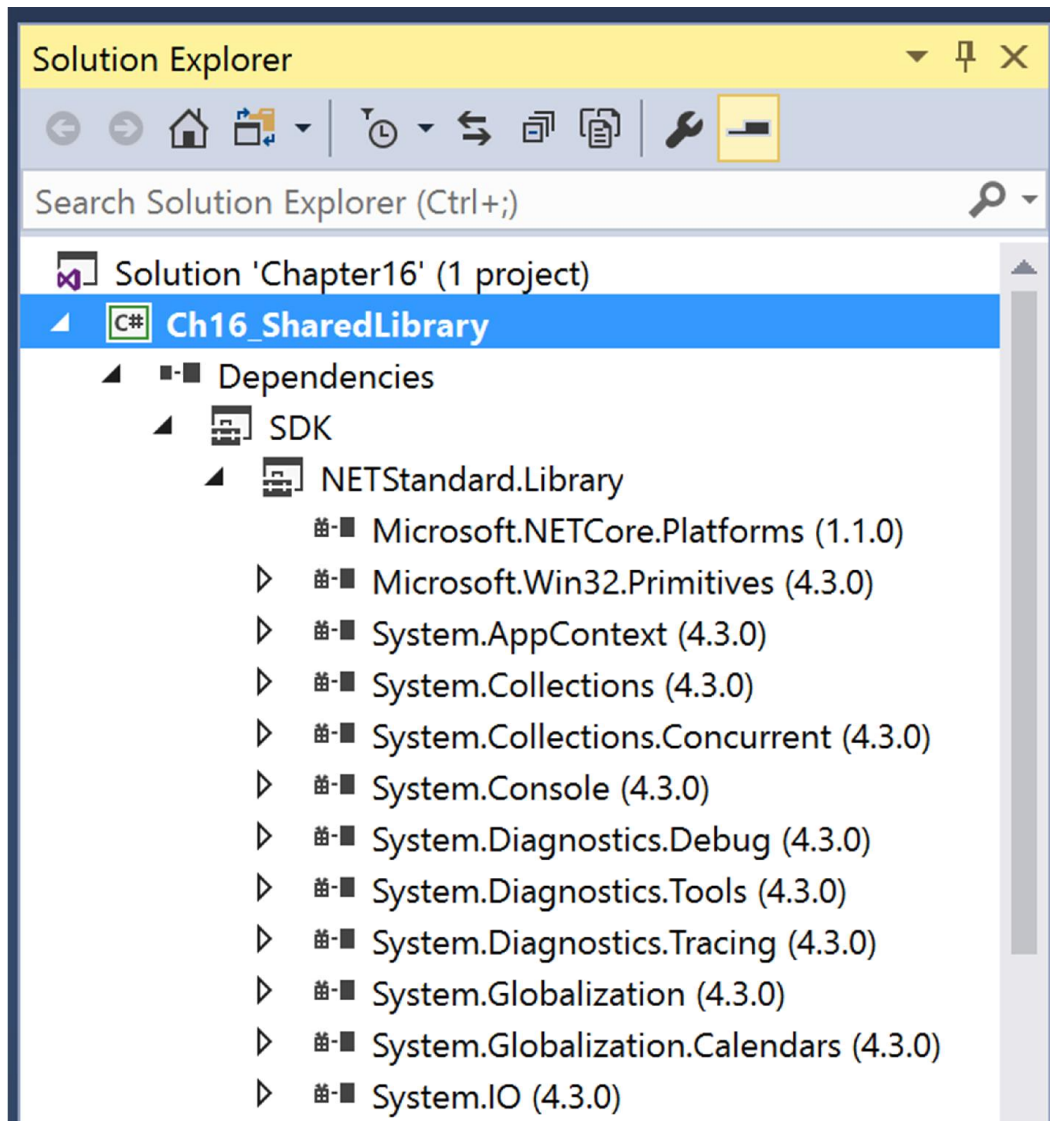 Solution Explorer
Search Solution Explorer (Ctrl+;)
Solution 'Chapter16' (1 project)
C# Ch16_SharedLibrary
Dependencies
SDK
NETStandard.Library
Microsoft.NETCore.Platforms (1.1.0)
Microsoft.Win32.Primitives (4.3.0)
System.AppContext (4.3.0)
System.Collections (4.3.0)
System.Collections.Concurrent (4.3.0)
System.Console (4.3.0)
System.Diagnostics.Debug (4.3.0)
System.Diagnostics.Tools (4.3.0)
System.Diagnostics.Tracing (4.3.0)
System.Globalization (4.3.0)
System.Globalization.Calendars (4.3.0)
System.IO (4.3.0)